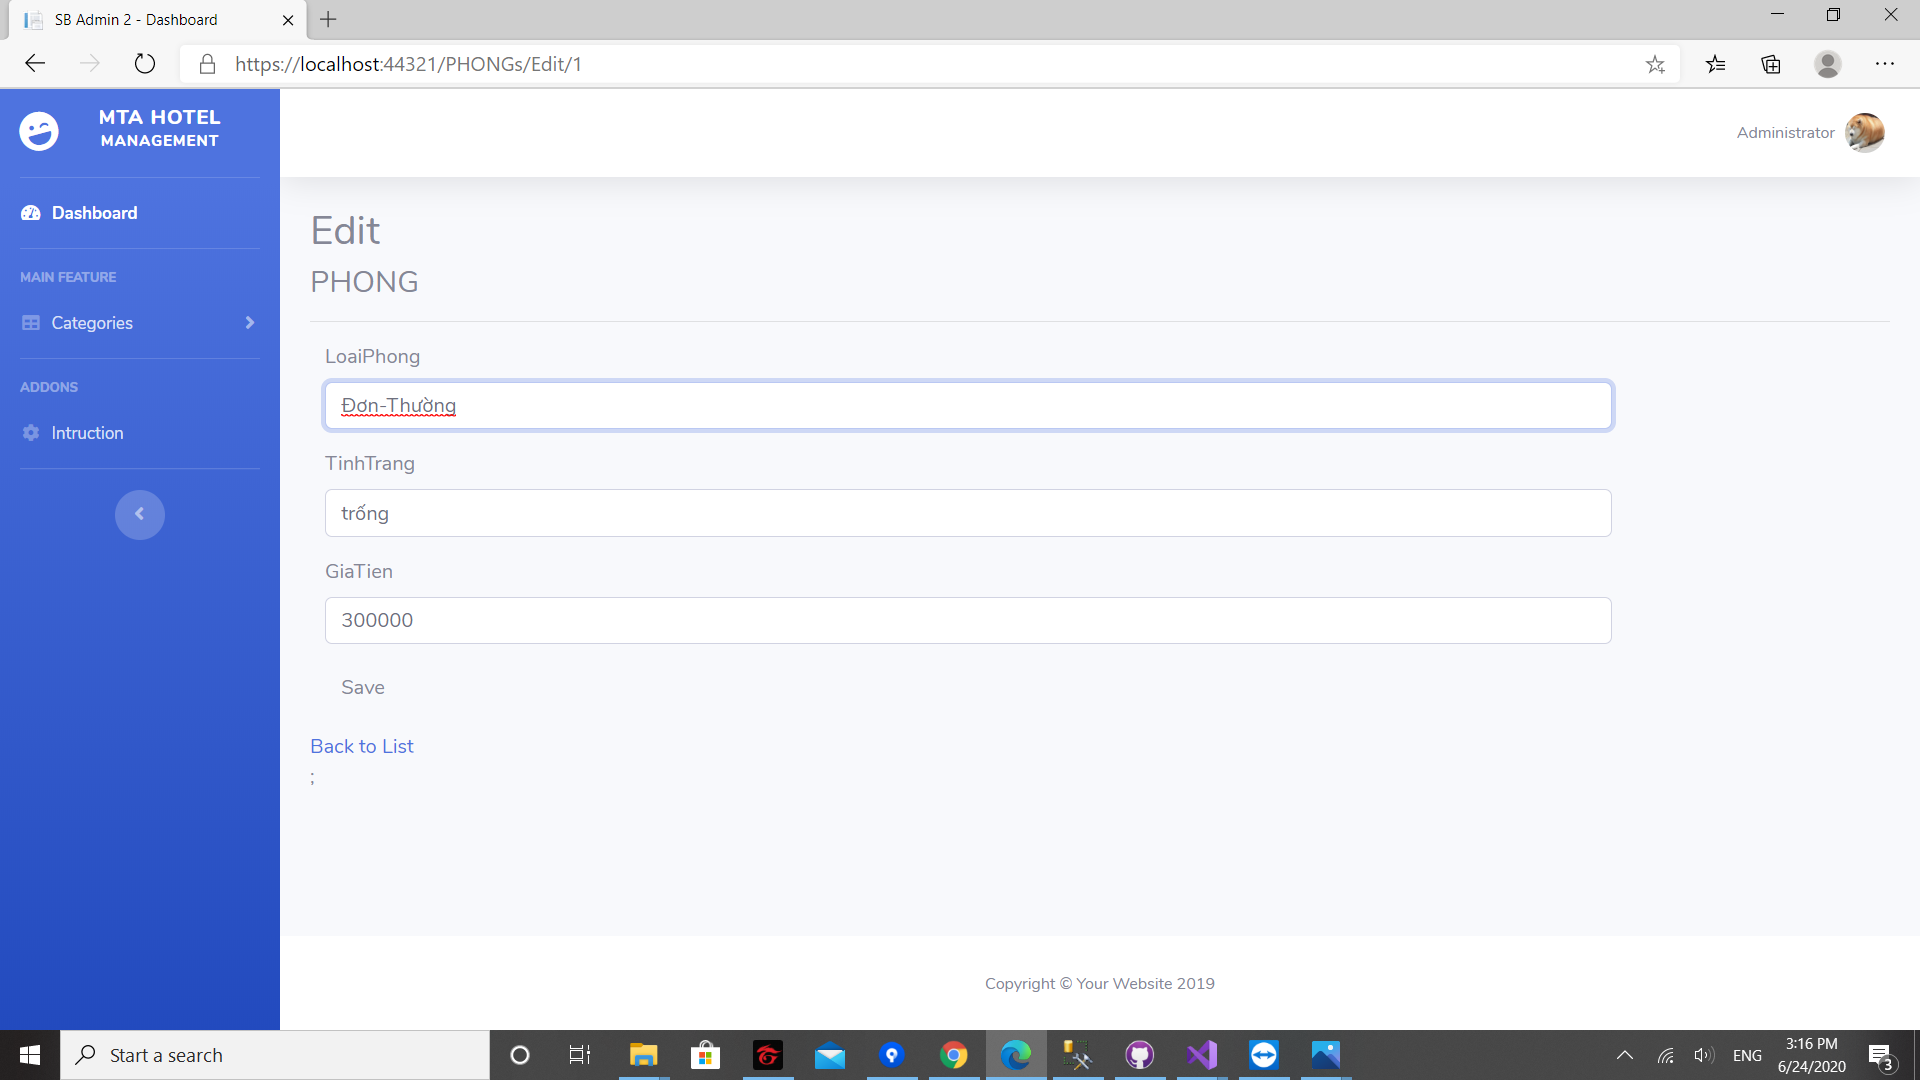 SB Admin 2 - Dashboard
https://localhost:44321/PHONGs/Edit/1
MTA HOTEL
MANAGEMENT
Administrator
Dashboard
MAIN FEATURE
Categories
ADDONS
Intruction
Edit
PHONG
LoaiPhong
Đơn-Thường
TinhTrang
trống
GiaTien
300000
Save
Back to List
;
Copyright © Your Website 2019
Start a search
ENG
3:16 PM
6/24/2020
3